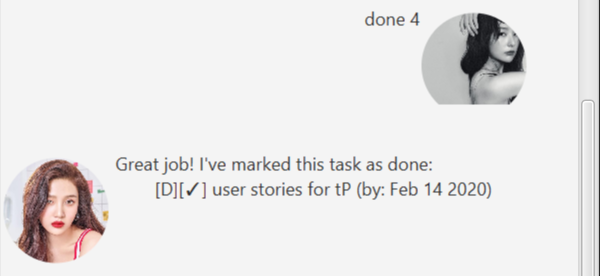 done 4
Great job! I've marked this task as done:
[D][✓] user stories for tP (by: Feb 14 2020)